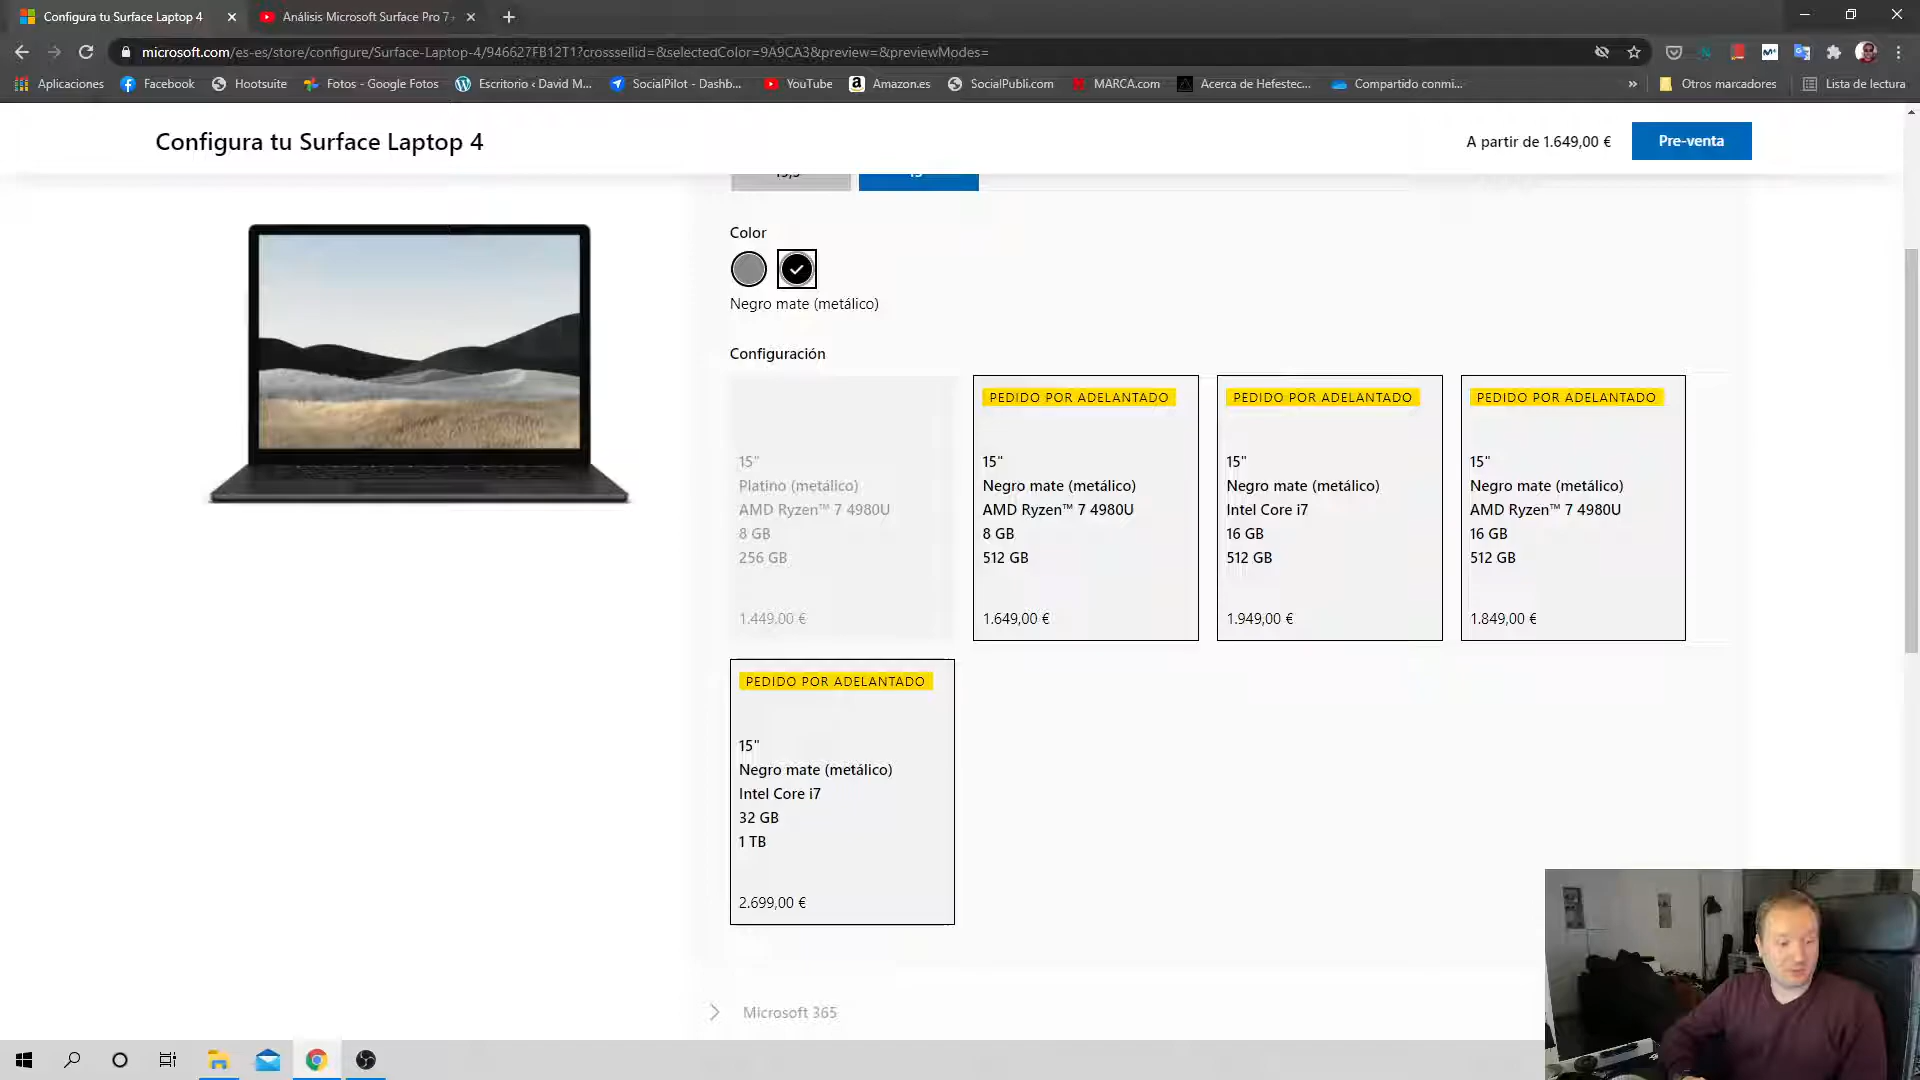 Configura tu Surface Laptop 4
Análisis Microsoft Surface Pro 7
microsoft.com/es-es/store/configure/Surface-Laptop-4/946627FB12T1?crosssellid=&selectedColor=9A9CA3&preview=&previewModes=
Aplicaciones
Facebook
Hootsuite
Fotos - Google Fotos
Escritorio ‹ David M...
SocialPilot - Dashb...
YouTube
Amazon.es
SocialPubli.com
MARCA.com
Acerca de Hefestec...
Compartido conmi...
»
Otros marcadores
Lista de lectura
Configura tu Surface Laptop 4
A partir de 1.649,00 €
Pre-venta
Color
Negro mate (metálico)
Configuración
15"
Platino (metálico)
AMD Ryzen™ 7 4980U
8 GB
256 GB
1.449,00 €
PEDIDO POR ADELANTADO
15"
Negro mate (metálico)
AMD Ryzen™ 7 4980U
8 GB
512 GB
1.649,00 €
PEDIDO POR ADELANTADO
15"
Negro mate (metálico)
Intel Core i7
16 GB
512 GB
1.949,00 €
PEDIDO POR ADELANTADO
15"
Negro mate (metálico)
AMD Ryzen™ 7 4980U
16 GB
512 GB
1.849,00 €
PEDIDO POR ADELANTADO
15"
Negro mate (metálico)
Intel Core i7
32 GB
1 TB
2.699,00 €
Microsoft 365